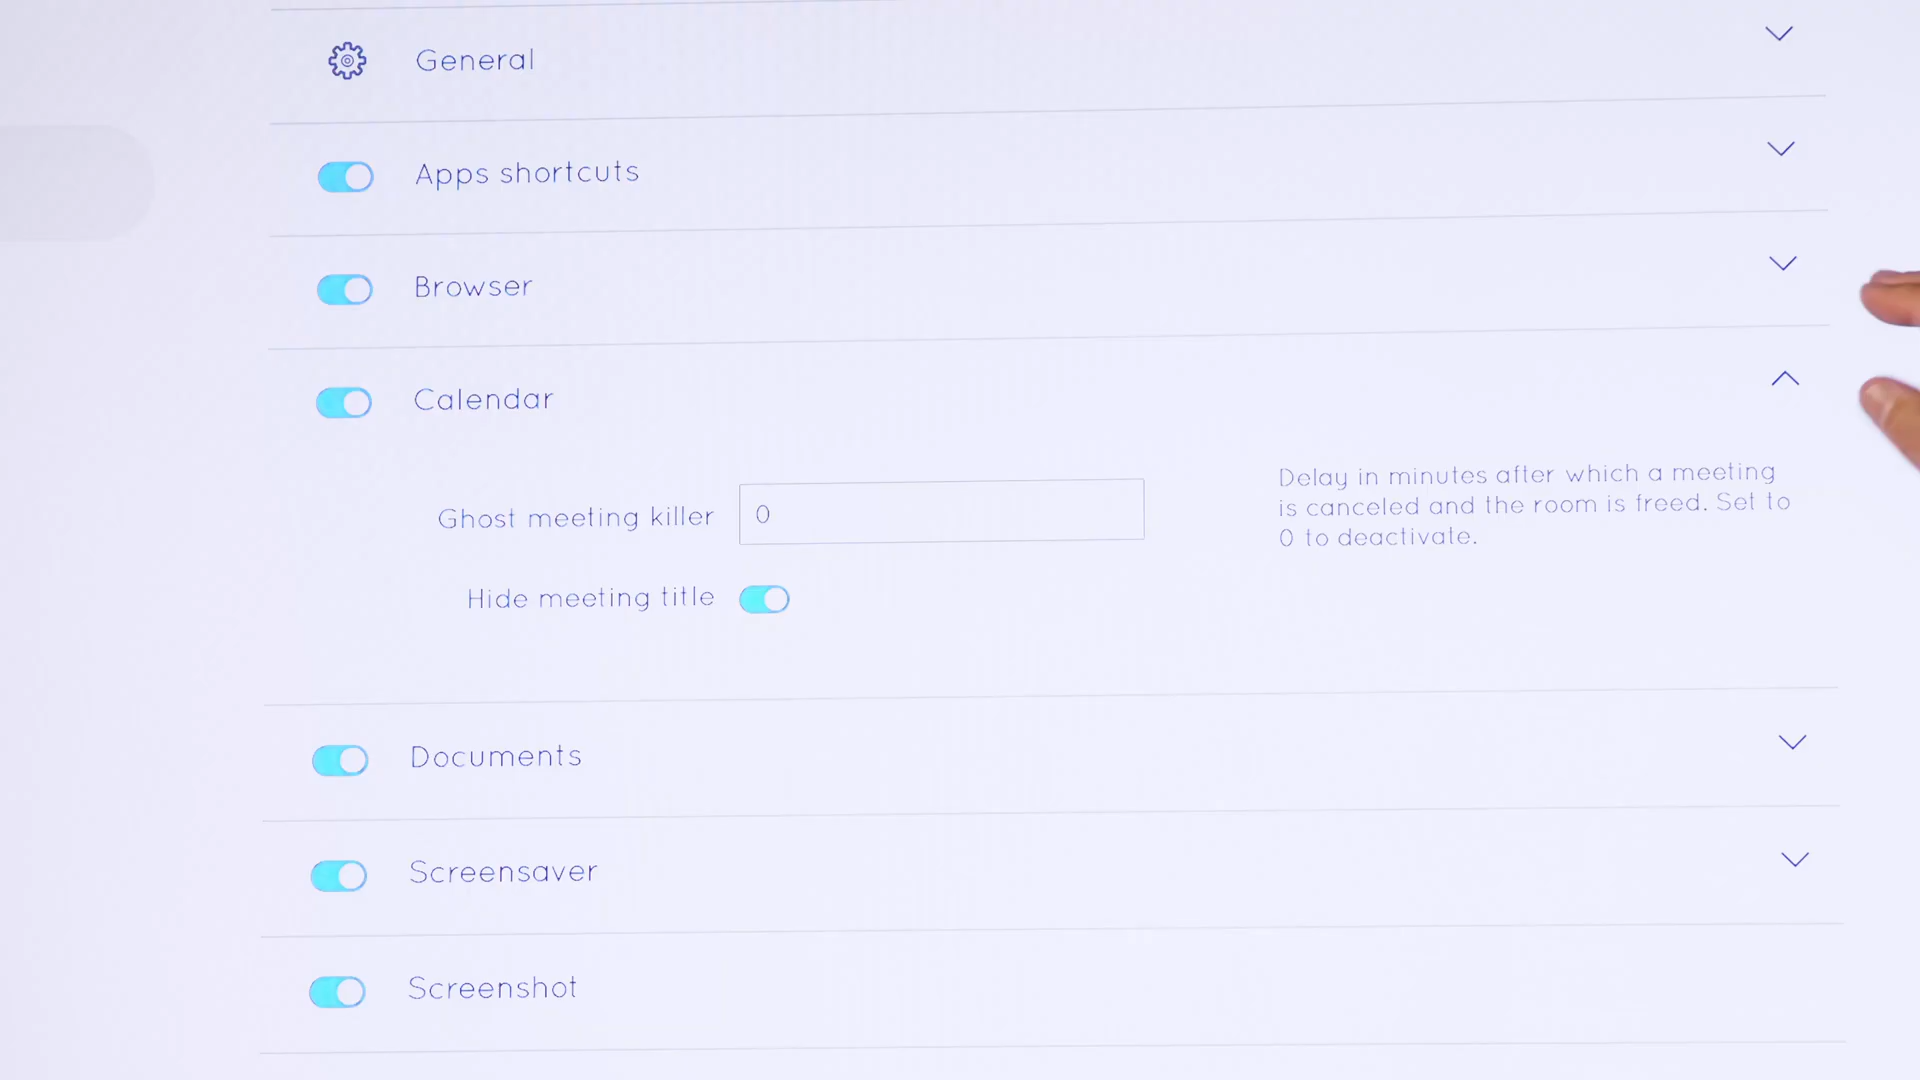 General
Apps shortcuts
Browser
Calendar
Ghost meeting killer 0
Delay in minutes after which a meeting
is canceled and the room is freed. Set to
0 to deactivate.
Hide meeting title
Documents
Screensaver
Screenshot